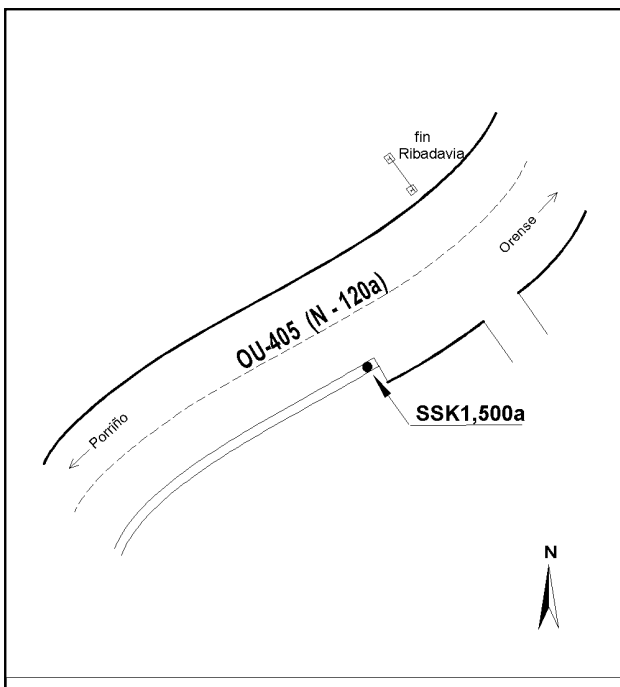 fin
Ribadavia
Orense
OU-405 (N - 120a)
Porriño
SSK1,500a
N